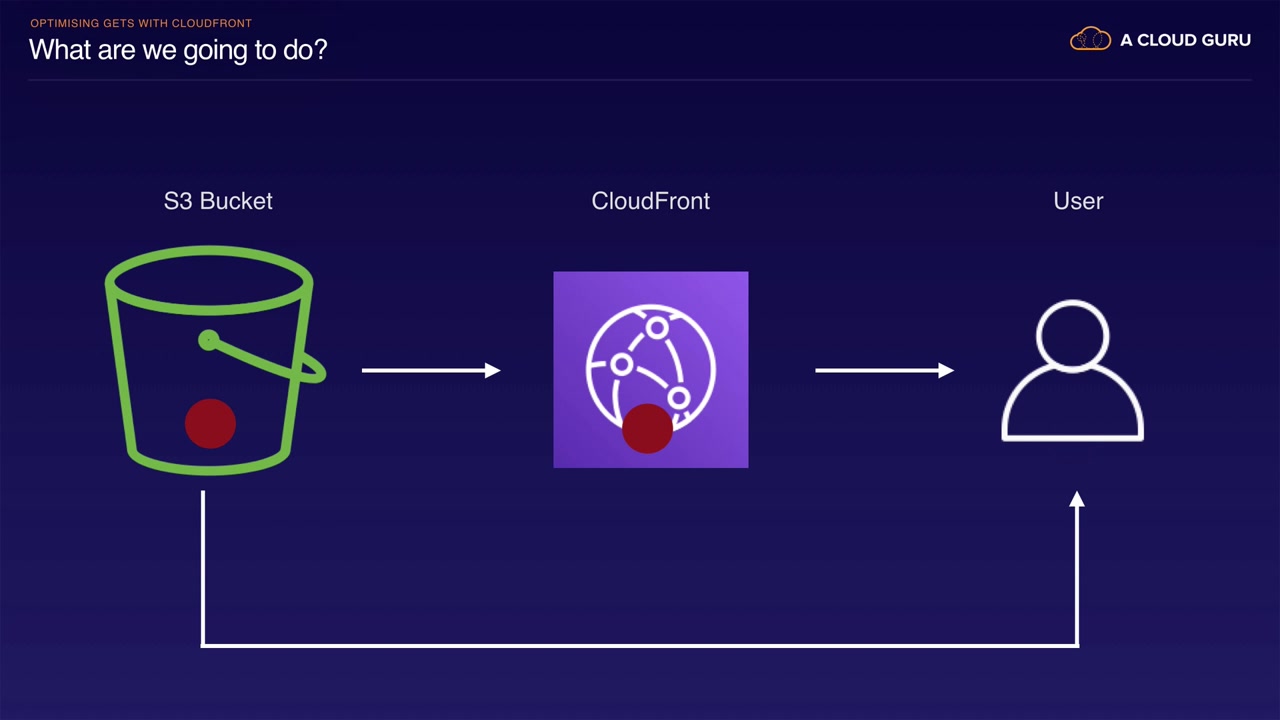 OPTIMISING GETS WITH CLOUDFRONT
What are we going to do?
A CLOUD GURU
S3 Bucket
CloudFront
User